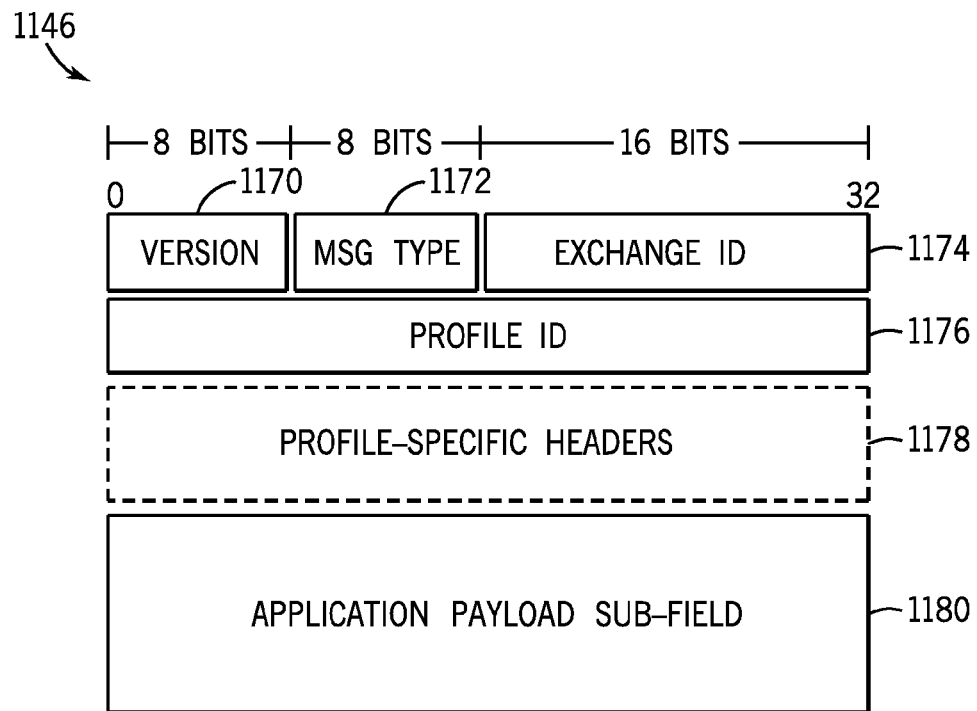 1146
8 BITS 8 BITS 16 BITS
0 1170 1172 32
VERSION MSG TYPE EXCHANGE ID 1174
PROFILE ID 1176
PROFILE–SPECIFIC HEADERS 1178
APPLICATION PAYLOAD SUB–FIELD 1180